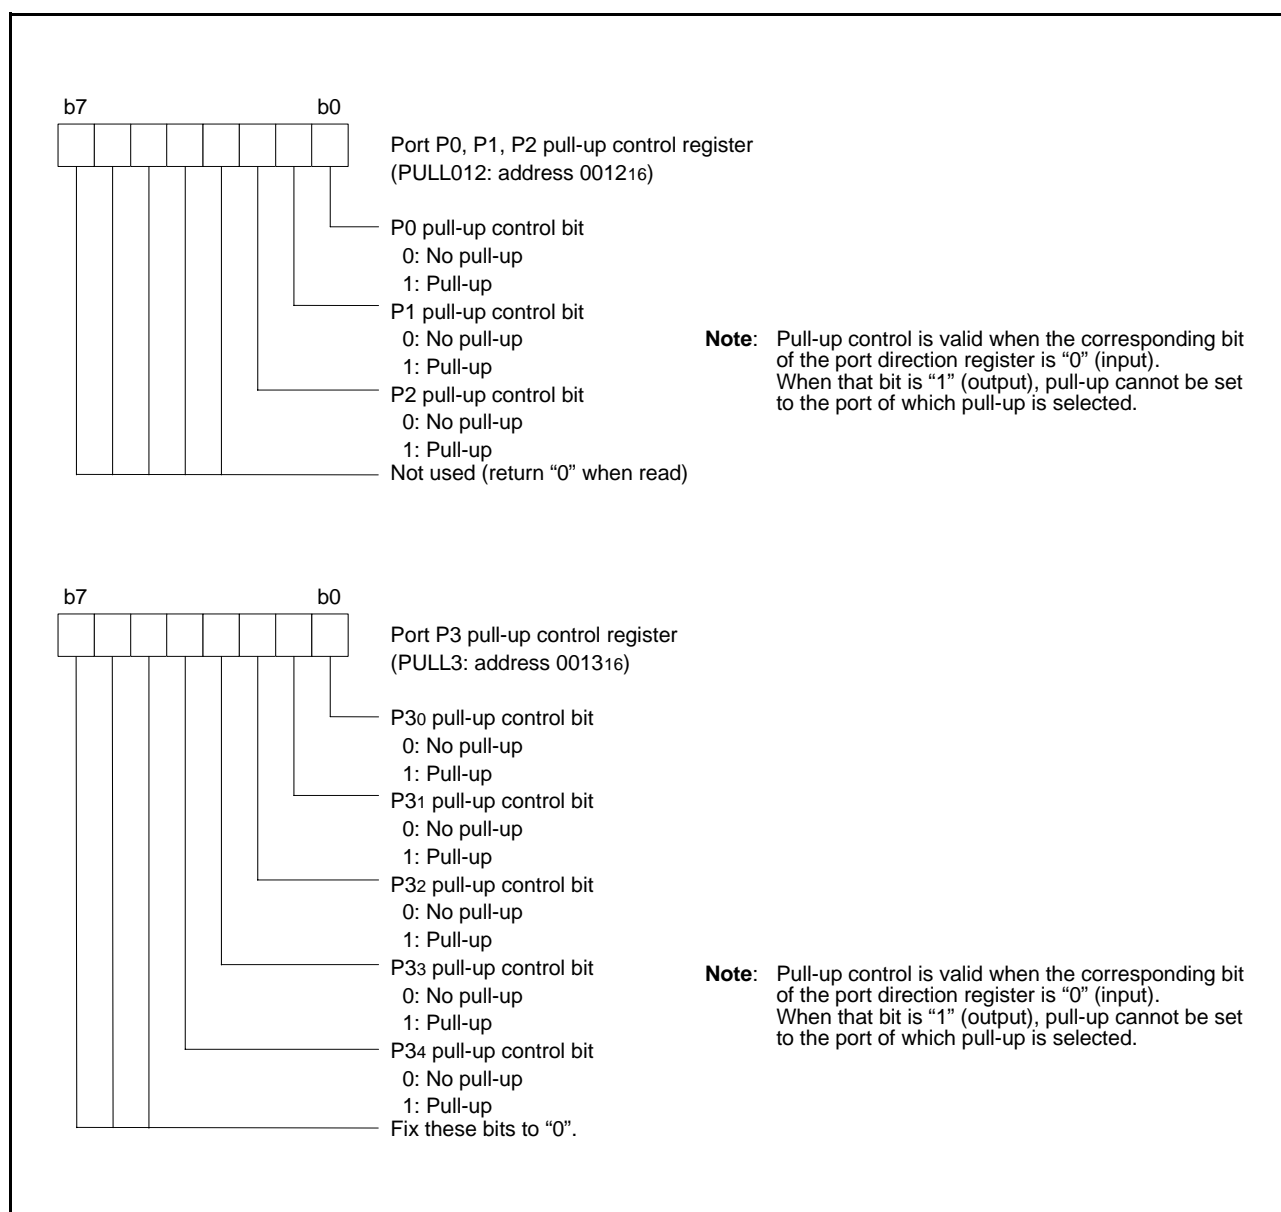 b7 b0
Port P0, P1, P2 pull-up control register
(PULL012: address 001216)
P0 pull-up control bit
0: No pull-up
1: Pull-up
P1 pull-up control bit
0: No pull-up
1: Pull-up
P2 pull-up control bit
0: No pull-up
1: Pull-up
Not used (return “0” when read)
Note: Pull-up control is valid when the corresponding bit
of the port direction register is “0” (input).
When that bit is “1” (output), pull-up cannot be set
to the port of which pull-up is selected.
b7 b0
Port P3 pull-up control register
(PULL3: address 001316)
P30 pull-up control bit
0: No pull-up
1: Pull-up
P31 pull-up control bit
0: No pull-up
1: Pull-up
P32 pull-up control bit
0: No pull-up
1: Pull-up
P33 pull-up control bit
0: No pull-up
1: Pull-up
P34 pull-up control bit
0: No pull-up
1: Pull-up
Fix these bits to “0”.
Note: Pull-up control is valid when the corresponding bit
of the port direction register is “0” (input).
When that bit is “1” (output), pull-up cannot be set
to the port of which pull-up is selected.